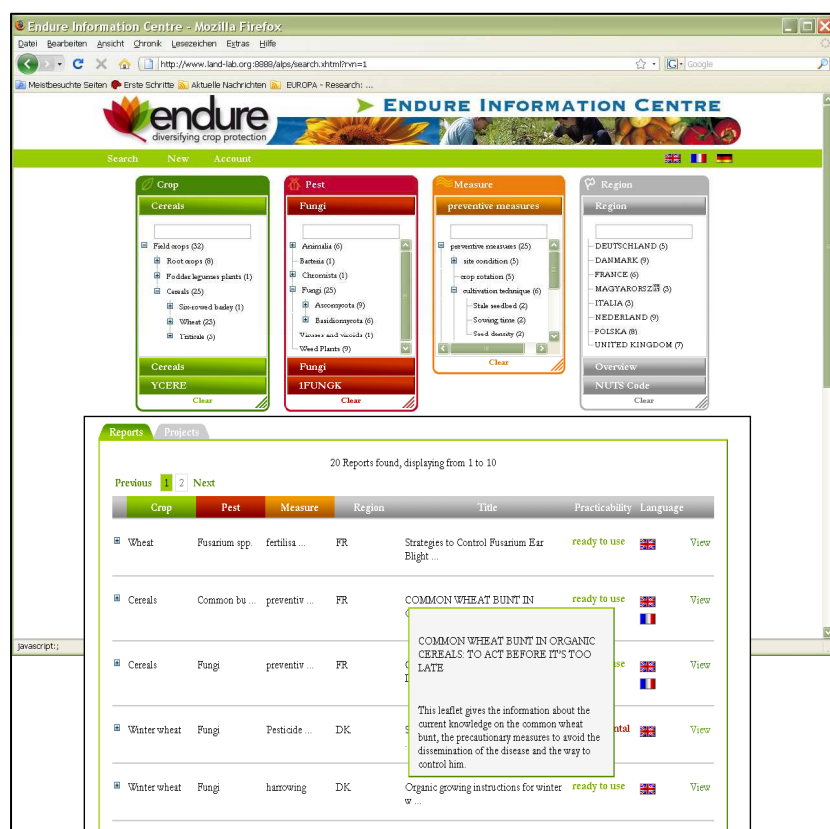 Endure Information Centre - Mozilla Firefox
Datei Bearbeiten Ansicht Chronik Lesezeichen Extras Hilfe
http://www.land-lab.org:8888/alps/search.xhtml?rvn=1
G Google
Meistbesuchte Seiten Erste Schritte Aktuelle Nachrichten EUROPA - Research: ...
endure
diversifying crop protection
ENDURE INFORMATION CENTRE
Search New Account
Crop
Cereals
Field crops (32)
Root crops (8)
Fodder legumes plants (1)
Cereals (25)
Six-rowed barley (1)
Wheat (23)
Triticale (3)
Cereals
YCERE
Clear
Pest
Fungi
Animalia (6)
Bacteria (1)
Chromista (1)
Fungi (25)
Ascomycota (9)
Basidiomycota (6)
Viruses and viroids (1)
Weed Plants (9)
Fungi
1FUNGK
Clear
Measure
preventive measures
preventive measures (25)
site condition (5)
crop rotation (5)
cultivation technique (6)
Stale seedbed (2)
Sowing time (2)
Seed density (2)
Clear
Region
Region
DEUTSCHLAND (5)
DANMARK (9)
FRANCE (6)
MAGYARORSZ (3)
ITALIA (3)
NEDERLAND (9)
POLSKA (8)
UNITED KINGDOM (7)
Overview
NUTS Code
Clear
Reports Projects
20 Reports found, displaying from 1 to 10
Previous 1 2 Next
Crop Pest Measure Region Title Practicability Language
Wheat Fusarium spp. fertilisa ... FR Strategies to Control Fusarium Ear ready to use View
Blight ...
Cereals Common bu ... preventiv ... FR COMMON WHEAT BUNT IN ready to use View
COMMON WHEAT BUNT IN ORGANIC
CEREALS: TO ACT BEFORE IT'S TOO
LATE
This leaflet gives the information about the
current knowledge on the common wheat
bunt, the precautionary measures to avoid the
dissemination of the disease and the way to
control him.
Cereals Fungi preventiv ... FR View
Winter wheat Fungi Pesticide ... DK View
Winter wheat Fungi harrowing DK Organic growing instructions for winter ready to use View
w ...
javascript:;